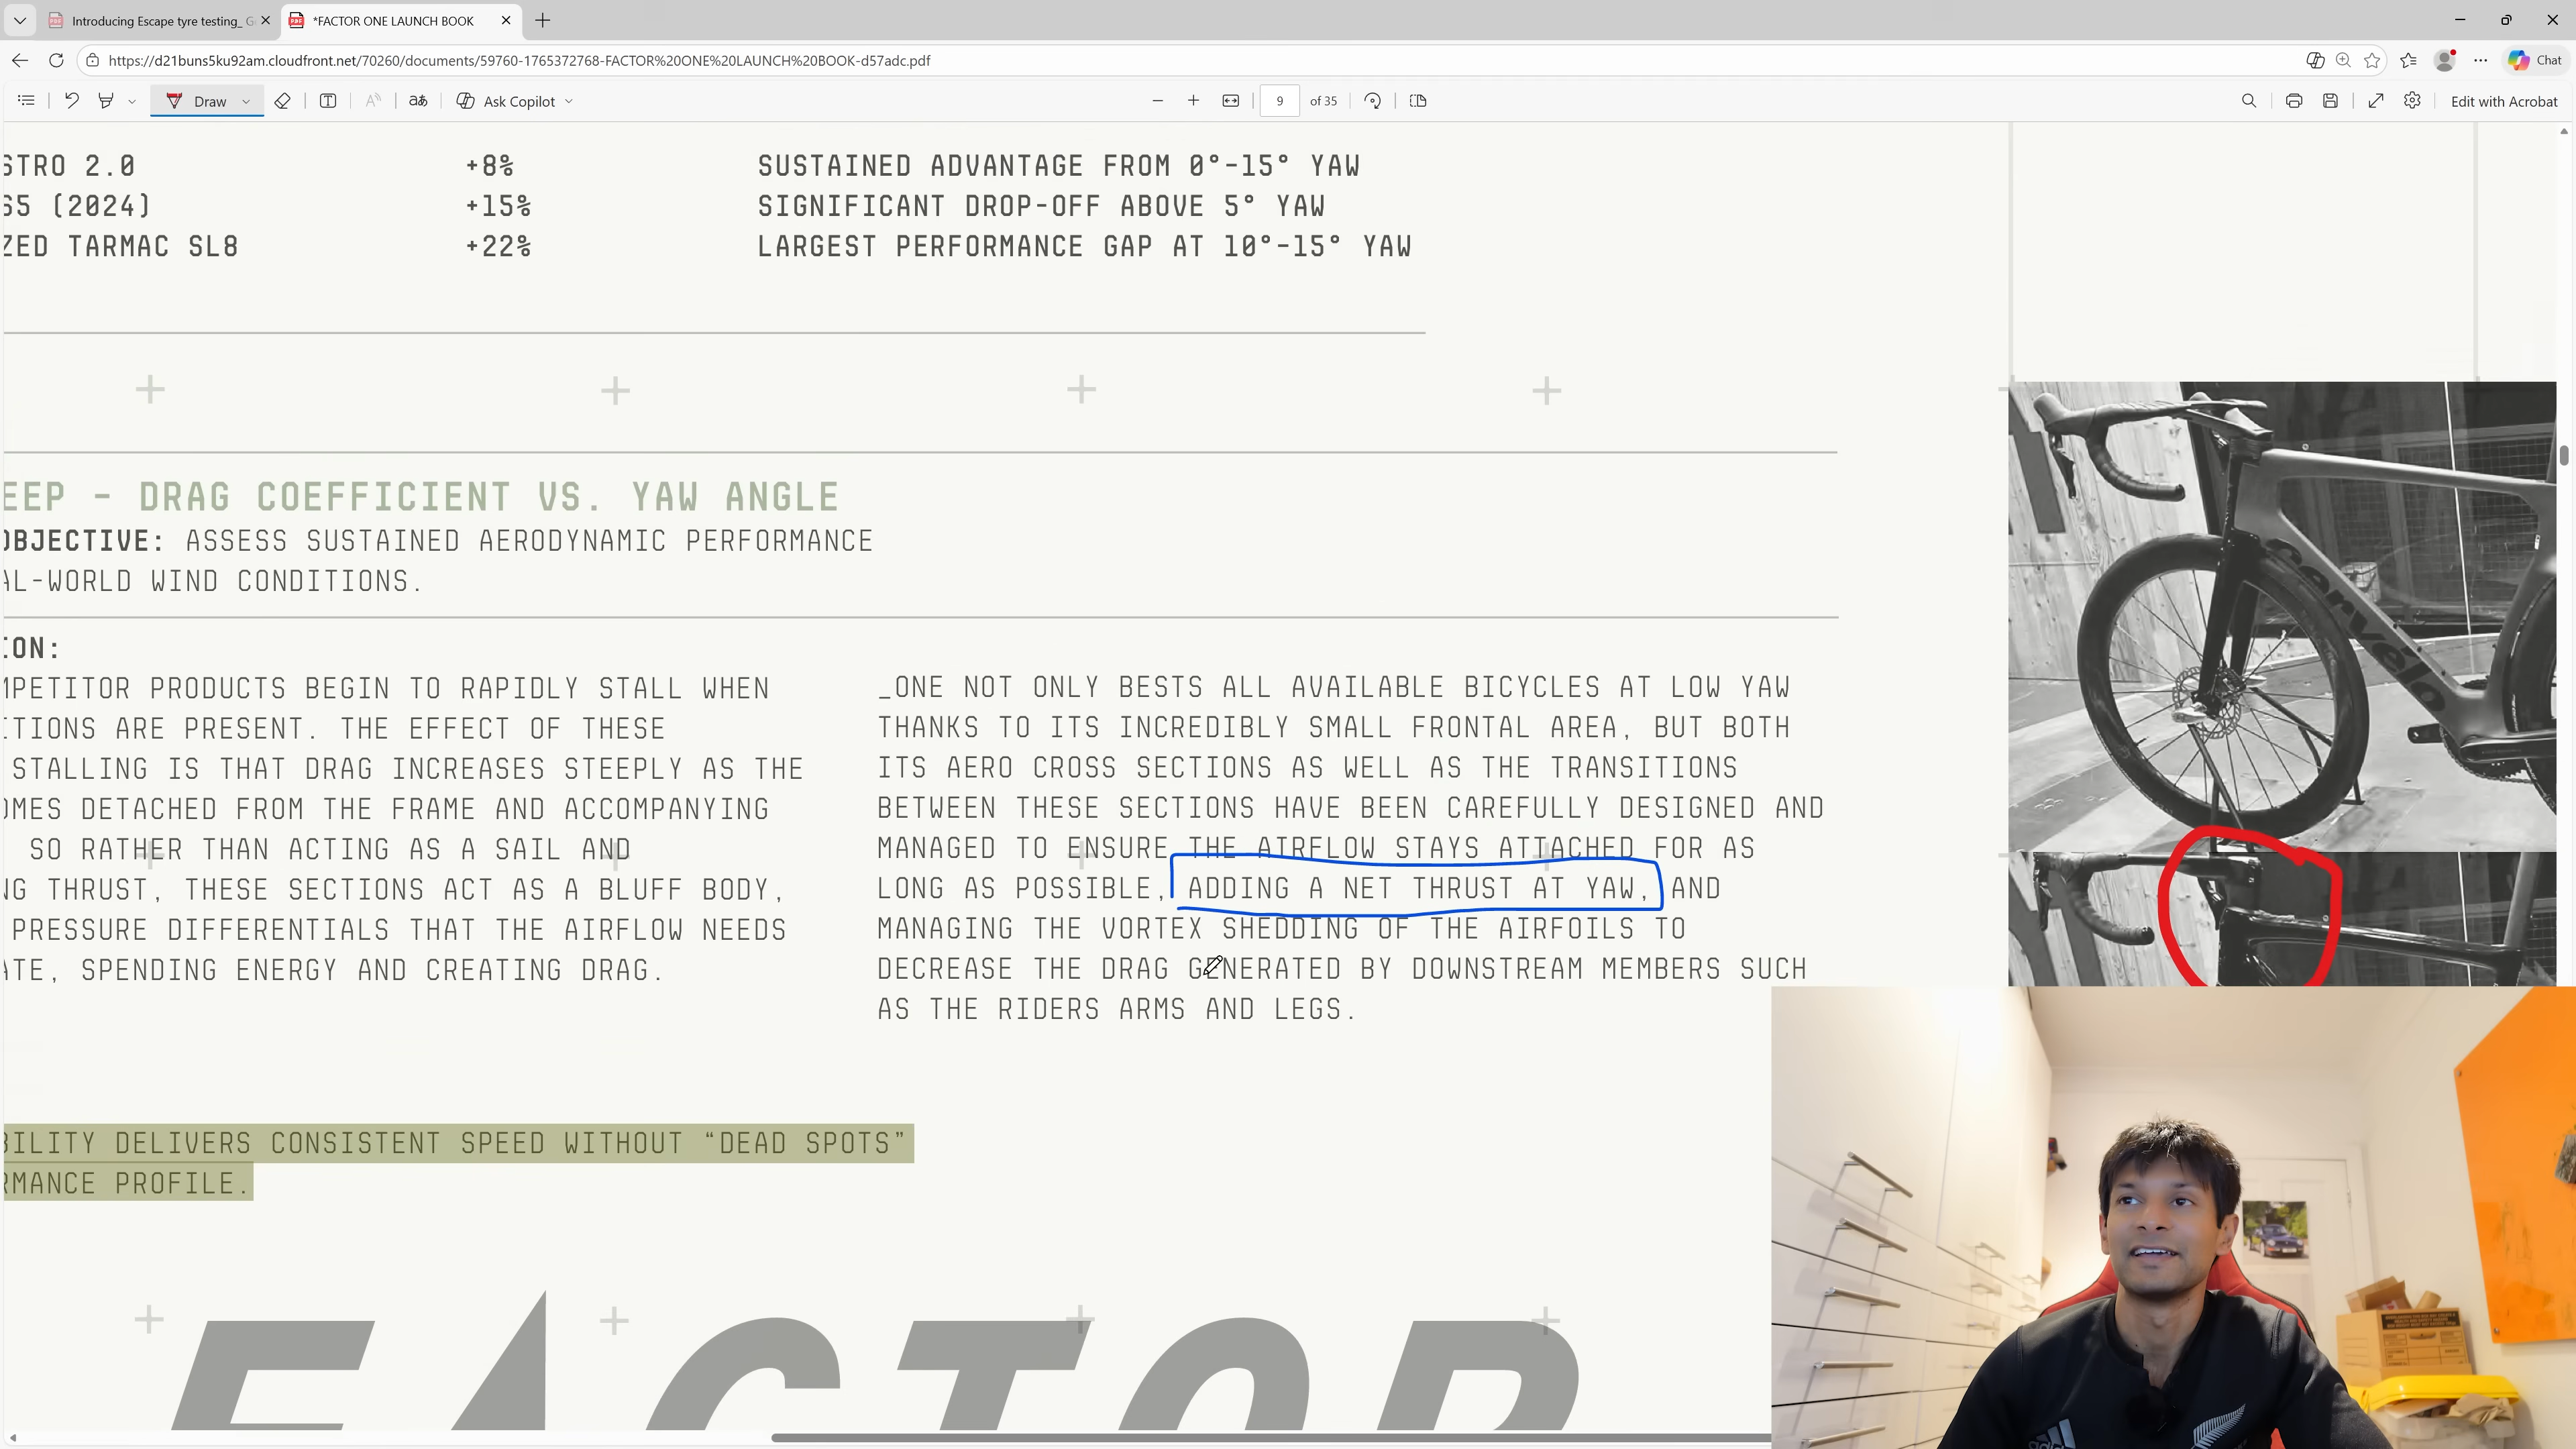 Introducing Escape tyre testing_ G
*FACTOR ONE LAUNCH BOOK
https://d21buns5ku92am.cloudfront.net/70260/documents/59760-1765372768-FACTOR%20ONE%20LAUNCH%20BOOK-d57adc.pdf
Chat
Draw
Ask Copilot
9 of 35
Edit with Acrobat
STRO 2.0 +8% SUSTAINED ADVANTAGE FROM 0°-15° YAW
S5 (2024) +15% SIGNIFICANT DROP-OFF ABOVE 5° YAW
ZED TARMAC SL8 +22% LARGEST PERFORMANCE GAP AT 10°-15° YAW
EEP - DRAG COEFFICIENT VS. YAW ANGLE
OBJECTIVE: ASSESS SUSTAINED AERODYNAMIC PERFORMANCE
AL-WORLD WIND CONDITIONS.
ION:
MPETITOR PRODUCTS BEGIN TO RAPIDLY STALL WHEN
ITIONS ARE PRESENT. THE EFFECT OF THESE
STALLING IS THAT DRAG INCREASES STEEPLY AS THE
OMES DETACHED FROM THE FRAME AND ACCOMPANYING
SO RATHER THAN ACTING AS A SAIL AND
NG THRUST, THESE SECTIONS ACT AS A BLUFF BODY,
PRESSURE DIFFERENTIALS THAT THE AIRFLOW NEEDS
ATE, SPENDING ENERGY AND CREATING DRAG.
_ONE NOT ONLY BESTS ALL AVAILABLE BICYCLES AT LOW YAW
THANKS TO ITS INCREDIBLY SMALL FRONTAL AREA, BUT BOTH
ITS AERO CROSS SECTIONS AS WELL AS THE TRANSITIONS
BETWEEN THESE SECTIONS HAVE BEEN CAREFULLY DESIGNED AND
MANAGED TO ENSURE THE AIRFLOW STAYS ATTACHED FOR AS
LONG AS POSSIBLE, ADDING A NET THRUST AT YAW, AND
MANAGING THE VORTEX SHEDDING OF THE AIRFOILS TO
DECREASE THE DRAG GENERATED BY DOWNSTREAM MEMBERS SUCH
AS THE RIDERS ARMS AND LEGS.
BILITY DELIVERS CONSISTENT SPEED WITHOUT “DEAD SPOTS”
RMANCE PROFILE.
FACTOR
cervélo
adidas